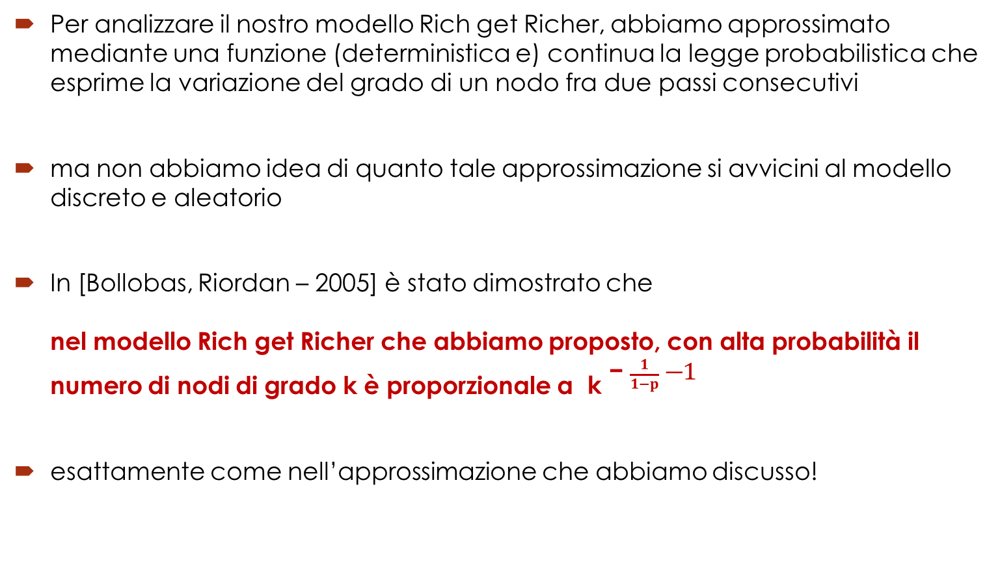 Per analizzare il nostro modello Rich get Richer, abbiamo approssimato
mediante una funzione (deterministica e) continua la legge probabilistica che
esprime la variazione del grado di un nodo fra due passi consecutivi
ma non abbiamo idea di quanto tale approssimazione si avvicini al modello
discreto e aleatorio
In [Bollobas, Riordan – 2005] è stato dimostrato che
nel modello Rich get Richer che abbiamo proposto, con alta probabilità il
numero di nodi di grado k è proporzionale a k^{-\frac{1}{1-p}-1}
esattamente come nell’approssimazione che abbiamo discusso!